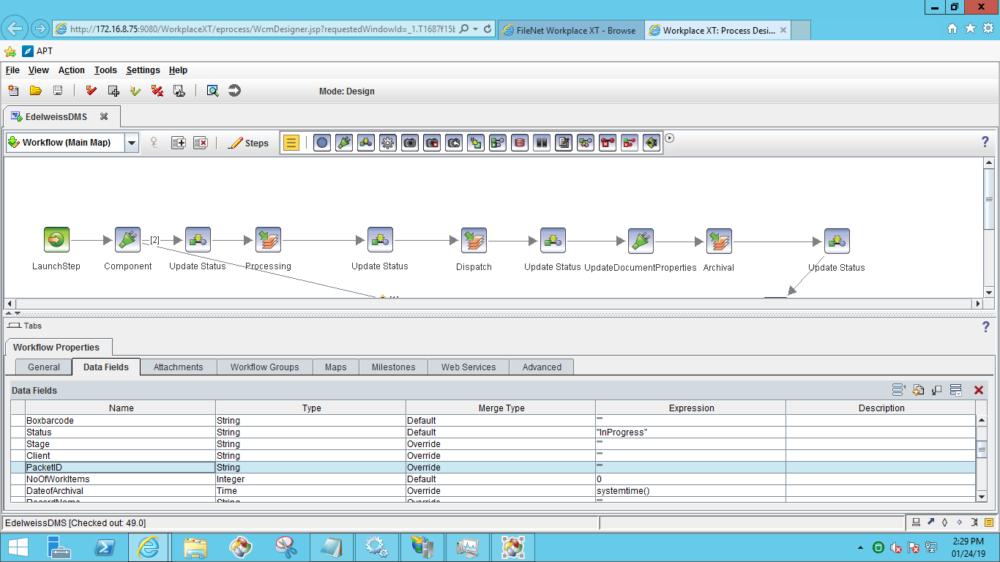 http://172.16.8.75:9080/WorkplaceXT/eprocess/WcmDesigner.jsp?requestedWindowId=_1.T1687f15b
FileNet Workplace XT - Browse
Workplace XT: Process Desi...
APT
File View Action Tools Settings Help
Mode: Design
EdelweissDMS
Workflow (Main Map)
Steps
?
[2]
LaunchStep Component Update Status Processing Update Status Dispatch Update Status UpdateDocumentProperties Archival Update Status
Tabs
?
Workflow Properties
General Data Fields Attachments Workflow Groups Maps Milestones Web Services Advanced
Data Fields
Name Type Merge Type Expression Description
Boxbarcode String Default ""
Status String Default "InProgress"
Stage String Override ""
Client String Override ""
PacketID String Override ""
NoOfWorkItems Integer Default 0
DateofArchival Time Override systemtime()
RecordName String Override ""
EdelweissDMS [Checked out: 49.0]
2:29 PM
01/24/19